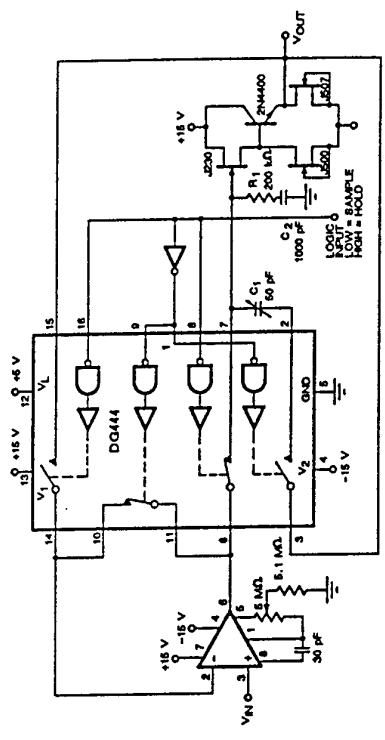 +15 V
+5 V
13
12
V1
VL
14
15
16
DG444
10
9
11
1
6
8
7
3
2
V2
GND
4
5
-15 V
+15 V
-15 V
7
4
2
-
6
3
+
5
8
1
VIN
5 MΩ
5.1 MΩ
30 pF
C1
50 pF
+15 V
J230
2N4400
VOUT
R1
200 kΩ
J500
J507
C2
1000 pF
LOGIC
INPUT
LOW = SAMPLE
HIGH = HOLD